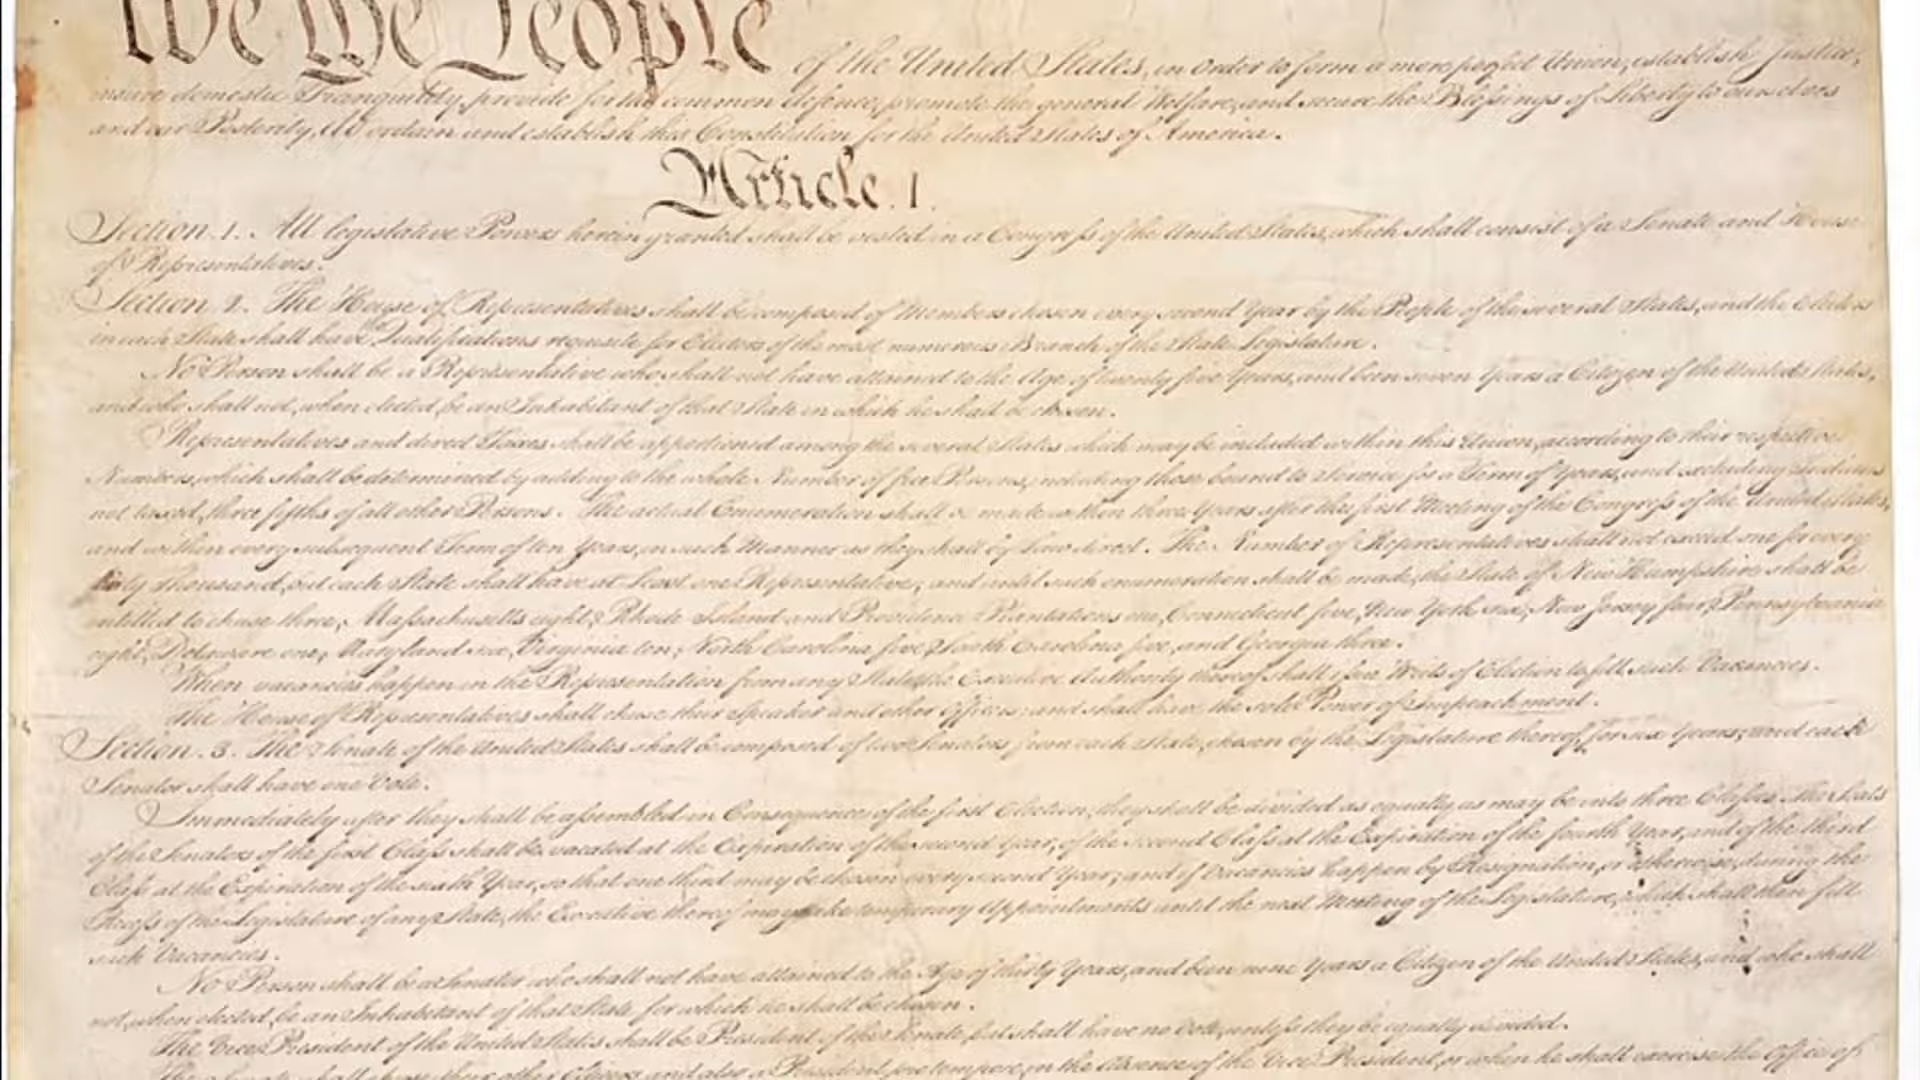 We the People of the United States, in Order to form a more perfect Union, establish Justice,
insure domestic Tranquility, provide for the common defence, promote the general Welfare, and secure the Blessings of Liberty to ourselves
and our Posterity, do ordain and establish this Constitution for the United States of America.
Article. I.
Section. 1. All legislative Powers herein granted shall be vested in a Congress of the United States, which shall consist of a Senate and House
of Representatives.
Section. 2. The House of Representatives shall be composed of Members chosen every second Year by the People of the several States, and the Electors
in each State shall have Qualifications requisite for Electors of the most numerous Branch of the State Legislature.
No Person shall be a Representative who shall not have attained to the Age of twenty five Years, and been seven Years a Citizen of the United States,
and who shall not, when elected, be an Inhabitant of that State in which he shall be chosen.
Representatives and direct Taxes shall be apportioned among the several States which may be included within this Union, according to their respective
Numbers, which shall be determined by adding to the whole Number of free Persons, including those bound to Service for a Term of Years, and excluding Indians
not taxed, three fifths of all other Persons. The actual Enumeration shall be made within three Years after the first Meeting of the Congress of the United States,
and within every subsequent Term of ten Years, in such Manner as they shall by Law direct. The Number of Representatives shall not exceed one for every
thirty Thousand, but each State shall have at Least one Representative; and until such enumeration shall be made, the State of New Hampshire shall be
entitled to chuse three, Massachusetts eight, Rhode Island and Providence Plantations one, Connecticut five, New York six, New Jersey four, Pennsylvania
eight, Delaware one, Maryland six, Virginia ten, North Carolina five, South Carolina five, and Georgia three.
When vacancies happen in the Representation from any State, the Executive Authority thereof shall issue Writs of Election to fill such Vacancies.
The House of Representatives shall chuse their Speaker and other Officers; and shall have the sole Power of Impeachment.
Section. 3. The Senate of the United States shall be composed of two Senators from each State, chosen by the Legislature thereof, for six Years; and each
Senator shall have one Vote.
Immediately after they shall be assembled in Consequence of the first Election, they shall be divided as equally as may be into three Classes. The Seats
of the Senators of the first Class shall be vacated at the Expiration of the second Year, of the second Class at the Expiration of the fourth Year, and of the third
Class at the Expiration of the sixth Year, so that one third may be chosen every second Year; and if Vacancies happen by Resignation, or otherwise, during the
Recess of the Legislature of any State, the Executive thereof may make temporary Appointments until the next Meeting of the Legislature, which shall then fill
such Vacancies.
No Person shall be a Senator who shall not have attained to the Age of thirty Years, and been nine Years a Citizen of the United States, and who shall
not, when elected, be an Inhabitant of that State for which he shall be chosen.
The Vice President of the United States shall be President of the Senate, but shall have no Vote, unless they be equally divided.
The Senate shall chuse their other Officers, and also a President pro tempore, in the Absence of the Vice President, or when he shall exercise the Office of